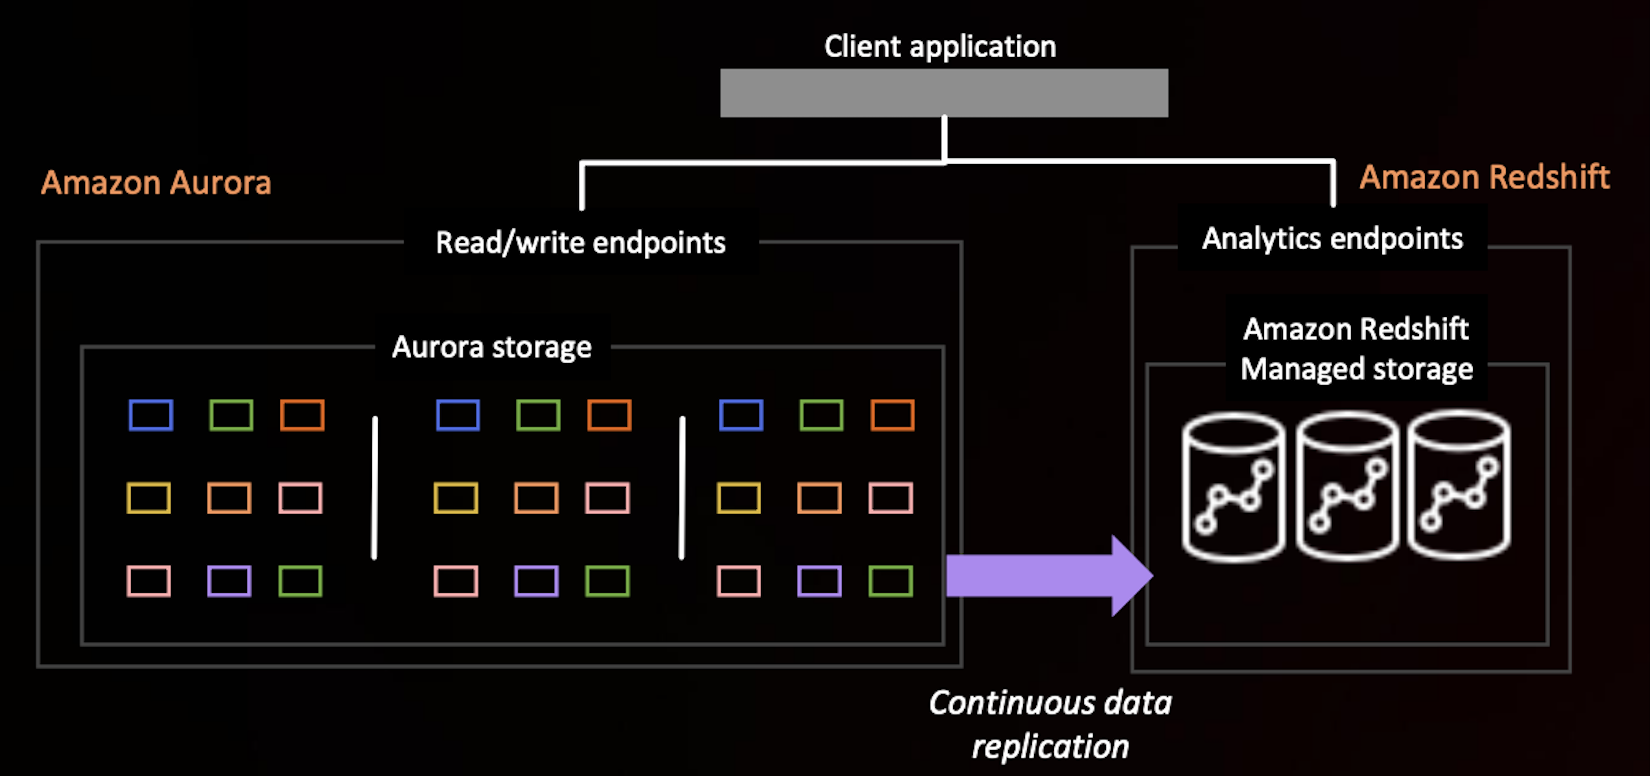 Client application
Amazon Aurora
Amazon Redshift
Read/write endpoints
Analytics endpoints
Aurora storage
Amazon Redshift
Managed storage
Continuous data
replication